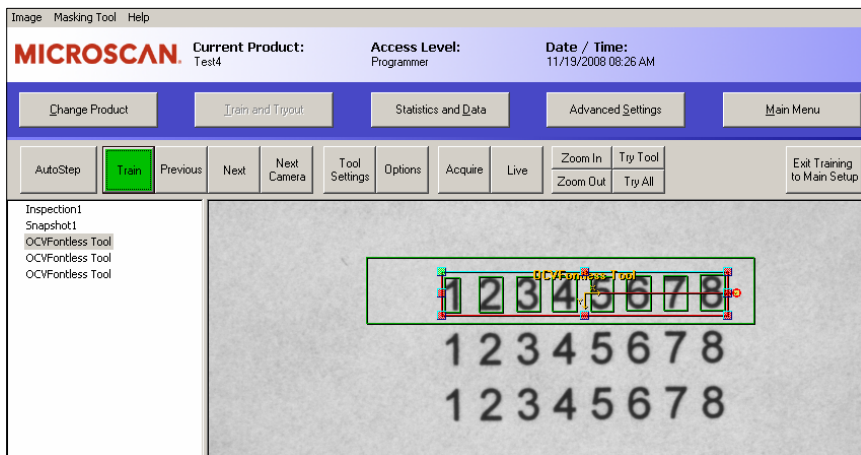 Image Masking Tool Help
MICROSCAN. Current Product: Access Level: Date / Time:
Test4 Programmer 11/19/2008 08:26 AM
Change Product Train and Tryout Statistics and Data Advanced Settings Main Menu
AutoStep Train Previous Next Next Camera Tool Settings Options Acquire Live Zoom In Try Tool Exit Training to Main Setup
Zoom Out Try All
Inspection1
Snapshot1
OCVFontless Tool
OCVFontless Tool
OCVFontless Tool
OCVFontless Tool
12345678
12345678
12345678